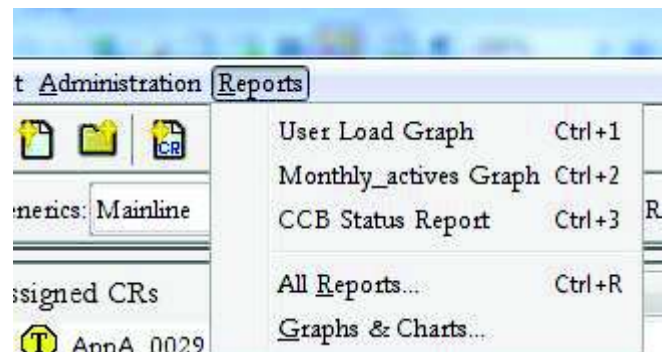 t Administration Reports
User Load Graph Ctrl+1
CR
Monthly_actives Graph Ctrl+2
enerics: Mainline
CCB Status Report Ctrl+3
R
ssigned CRs
All Reports... Ctrl+R
T AppA_0029
Graphs & Charts...